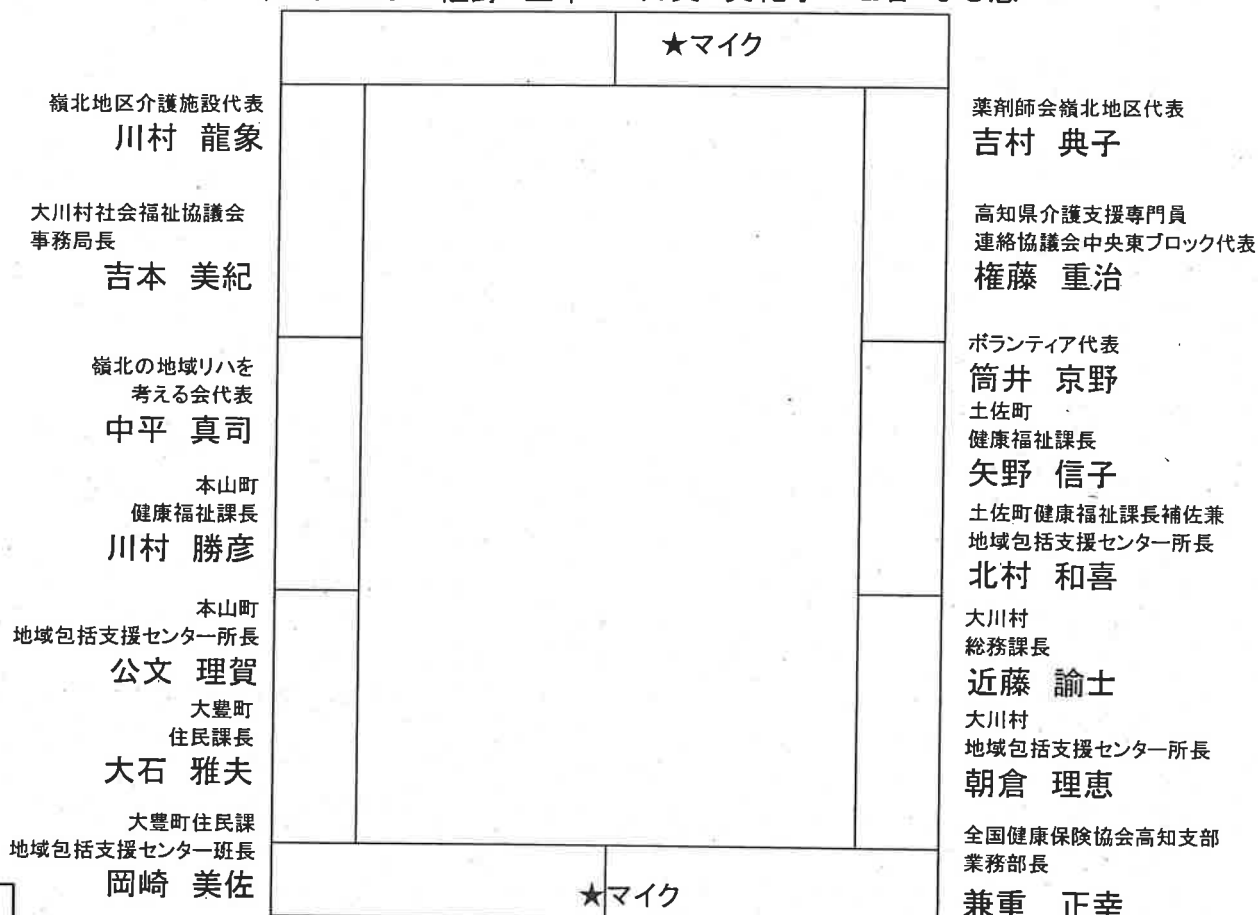 ★マイク
嶺北地区介護施設代表
川村 龍象
大川村社会福祉協議会
事務局長
吉本 美紀
嶺北の地域リハを
考える会代表
中平 真司
本山町
健康福祉課長
川村 勝彦
本山町
地域包括支援センター所長
公文 理賀
大豊町
住民課長
大石 雅夫
大豊町住民課
地域包括支援センター班長
岡崎 美佐
薬剤師会嶺北地区代表
吉村 典子
高知県介護支援専門員
連絡協議会中央東ブロック代表
権藤 重治
ボランティア代表
筒井 京野
土佐町
健康福祉課長
矢野 信子
土佐町健康福祉課長補佐兼
地域包括支援センター所長
北村 和喜
大川村
総務課長
近藤 諭士
大川村
地域包括支援センター所長
朝倉 理恵
全国健康保険協会高知支部
業務部長
兼重 正幸
★マイク